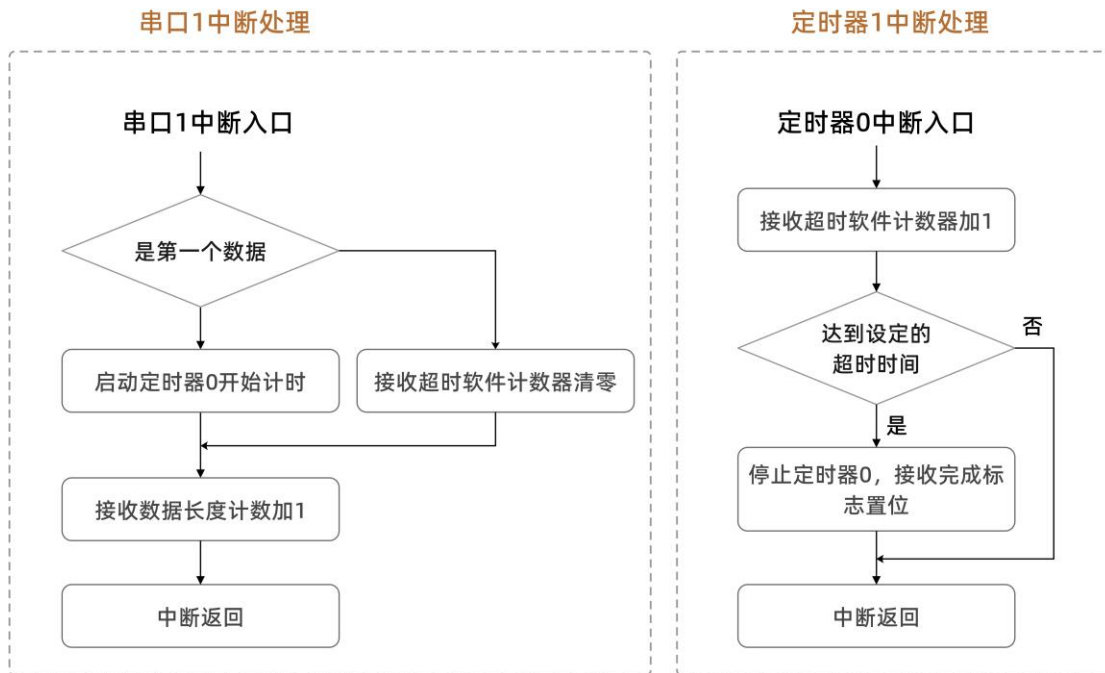 串口1中断处理
串口1中断入口
是第一个数据
启动定时器0开始计时
接收超时软件计数器清零
接收数据长度计数加1
中断返回
定时器1中断处理
定时器0中断入口
接收超时软件计数器加1
达到设定的
超时时间
否
是
停止定时器0，接收完成标
志置位
中断返回